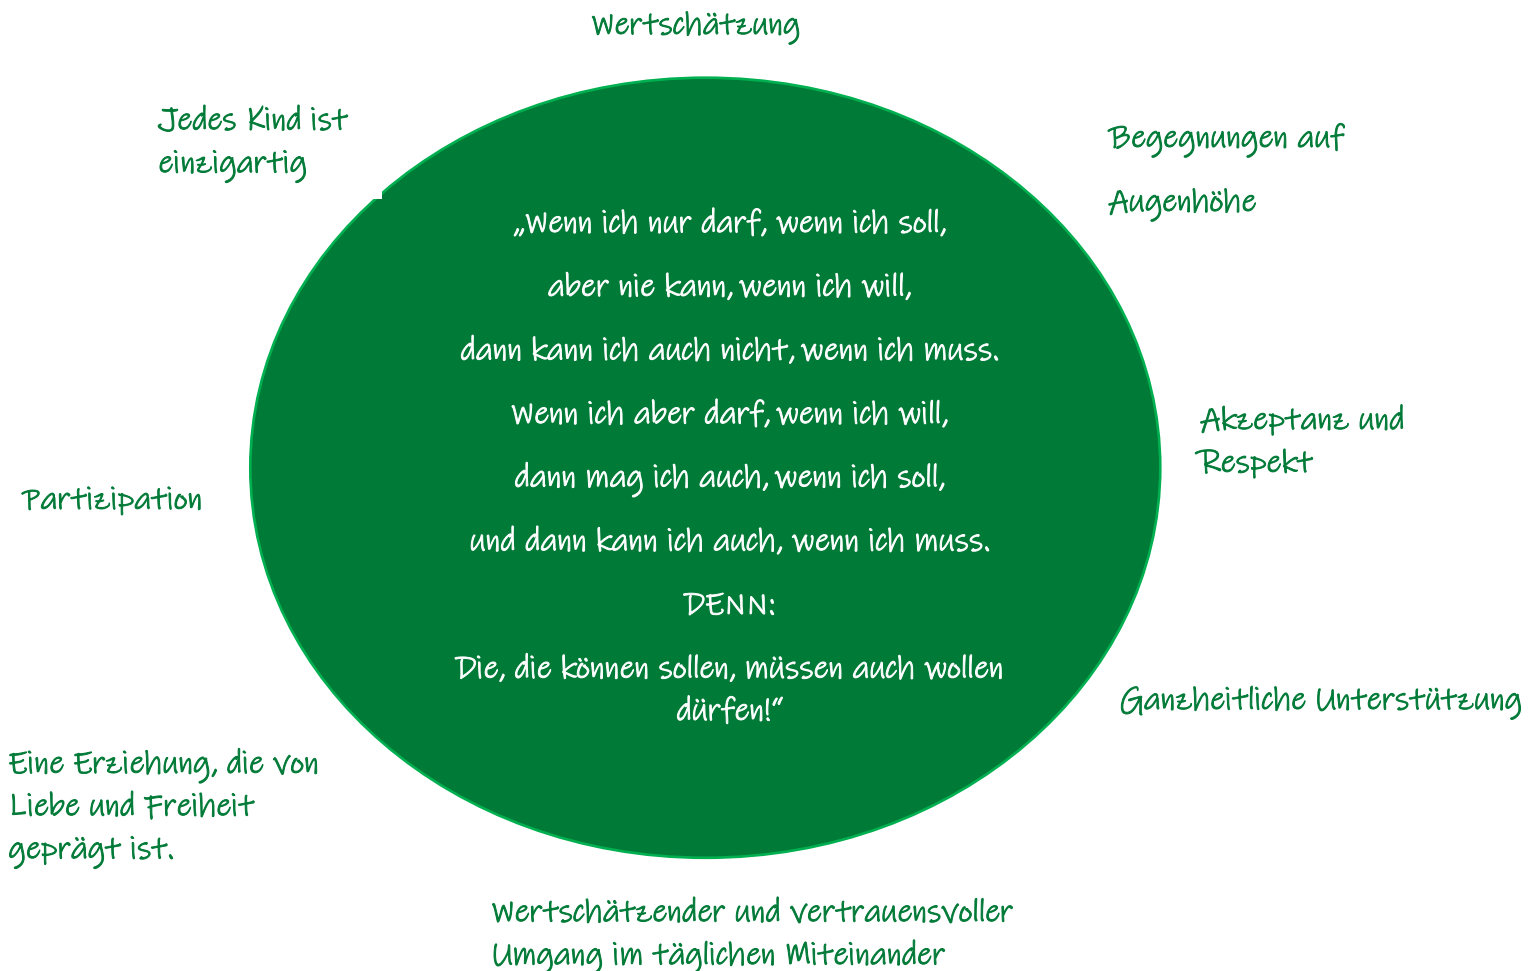 Wertschätzung
Jedes Kind ist
einzigartig
Begegnungen auf
Augenhöhe
„Wenn ich nur darf, wenn ich soll,
aber nie kann, wenn ich will,
dann kann ich auch nicht, wenn ich muss.
Wenn ich aber darf, wenn ich will,
dann mag ich auch, wenn ich soll,
und dann kann ich auch, wenn ich muss.
DENN:
Die, die können sollen, müssen auch wollen
dürfen!“
Akzeptanz und
Respekt
Partizipation
Ganzheitliche Unterstützung
Eine Erziehung, die von
Liebe und Freiheit
geprägt ist.
Wertschätzender und vertrauensvoller
Umgang im täglichen Miteinander